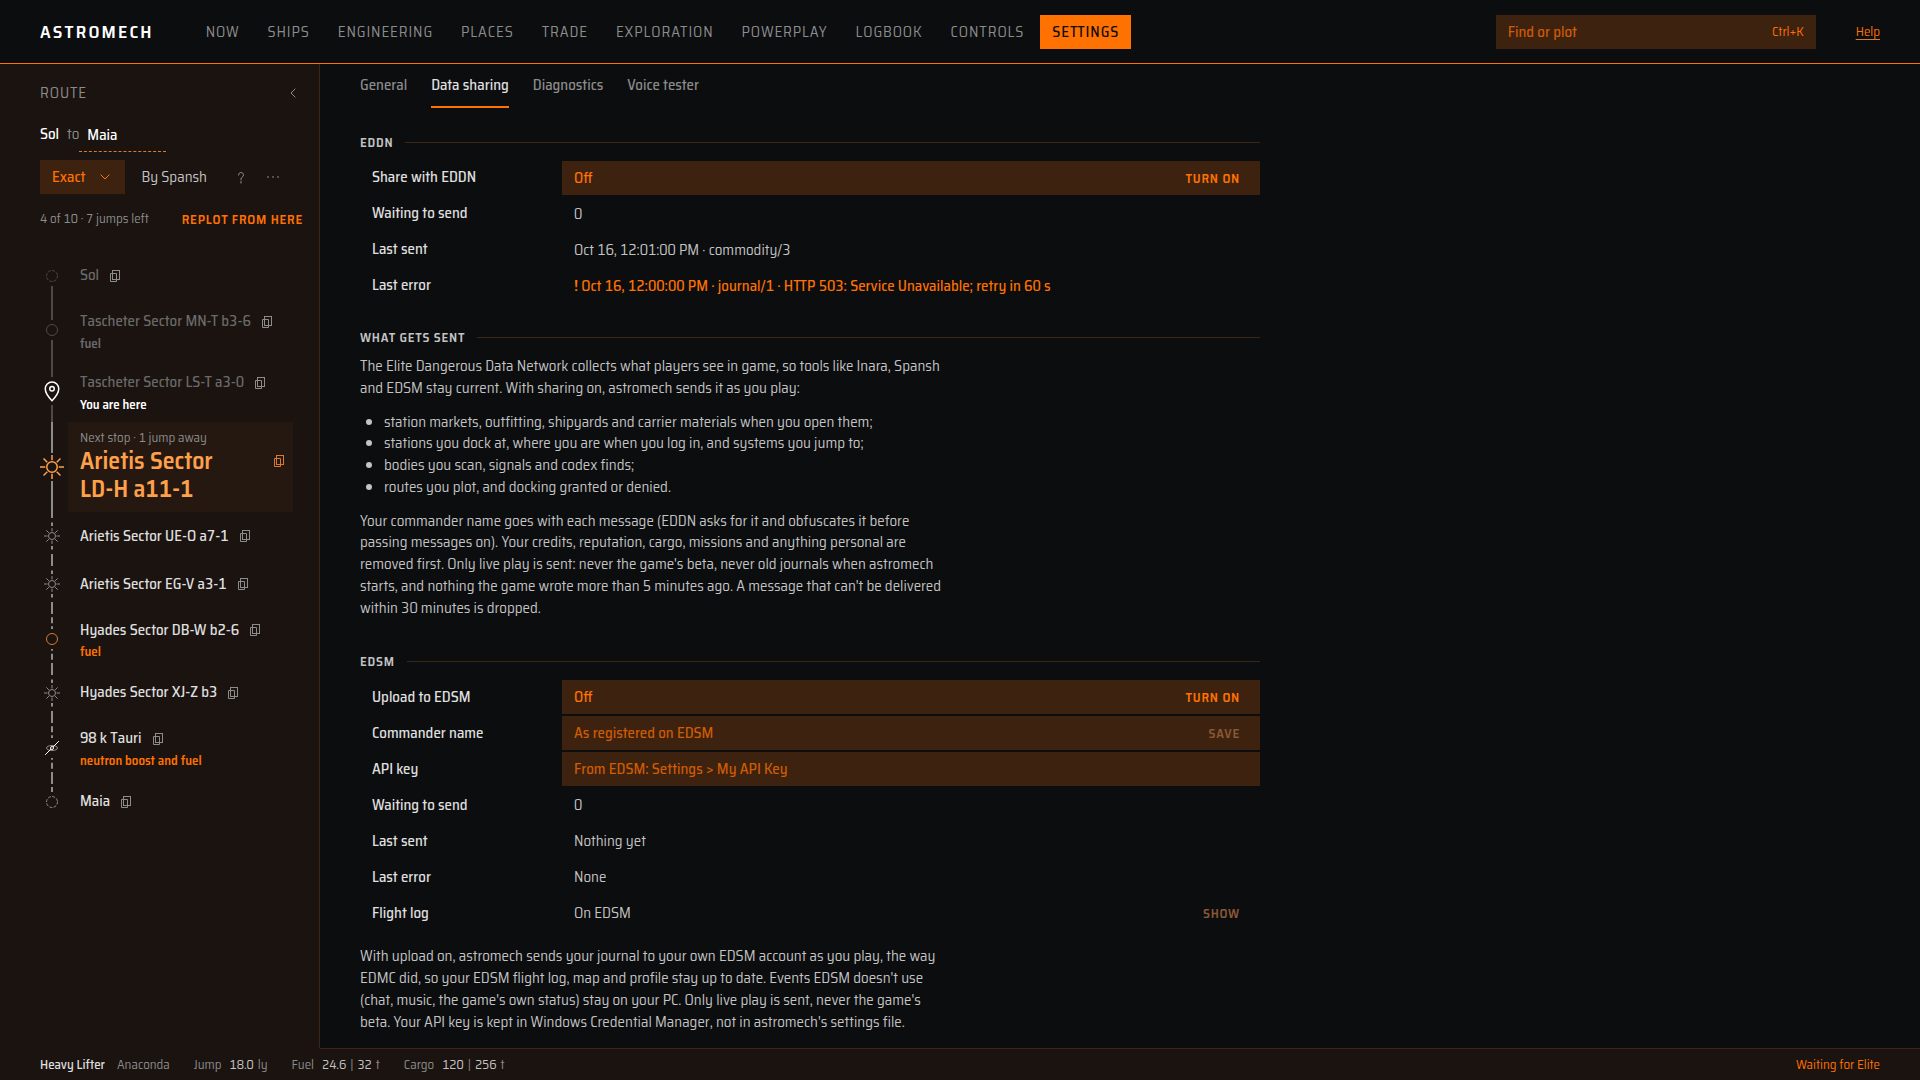 ASTROMECH
NOW SHIPS ENGINEERING PLACES TRADE EXPLORATION POWERPLAY LOGBOOK CONTROLS SETTINGS
Find or plot Ctrl+K
Help
ROUTE
Sol to Maia
Exact By Spansh ? ···
4 of 10 · 7 jumps left REPLOT FROM HERE
Sol
Tascheter Sector MN-T b3-6
fuel
Tascheter Sector LS-T a3-0
You are here
Next stop · 1 jump away
Arietis Sector
LD-H a11-1
Arietis Sector UE-O a7-1
Arietis Sector EG-V a3-1
Hyades Sector DB-W b2-6
fuel
Hyades Sector XJ-Z b3
98 k Tauri
neutron boost and fuel
Maia
General Data sharing Diagnostics Voice tester
EDDN
Share with EDDN Off TURN ON
Waiting to send 0
Last sent Oct 16, 12:01:00 PM · commodity/3
Last error ! Oct 16, 12:00:00 PM · journal/1 · HTTP 503: Service Unavailable; retry in 60 s
WHAT GETS SENT
The Elite Dangerous Data Network collects what players see in game, so tools like Inara, Spansh
and EDSM stay current. With sharing on, astromech sends it as you play:
• station markets, outfitting, shipyards and carrier materials when you open them;
• stations you dock at, where you are when you log in, and systems you jump to;
• bodies you scan, signals and codex finds;
• routes you plot, and docking granted or denied.
Your commander name goes with each message (EDDN asks for it and obfuscates it before
passing messages on). Your credits, reputation, cargo, missions and anything personal are
removed first. Only live play is sent: never the game's beta, never old journals when astromech
starts, and nothing the game wrote more than 5 minutes ago. A message that can't be delivered
within 30 minutes is dropped.
EDSM
Upload to EDSM Off TURN ON
Commander name As registered on EDSM SAVE
API key From EDSM: Settings > My API Key
Waiting to send 0
Last sent Nothing yet
Last error None
Flight log On EDSM SHOW
With upload on, astromech sends your journal to your own EDSM account as you play, the way
EDMC did, so your EDSM flight log, map and profile stay up to date. Events EDSM doesn't use
(chat, music, the game's own status) stay on your PC. Only live play is sent, never the game's
beta. Your API key is kept in Windows Credential Manager, not in astromech's settings file.
Heavy Lifter Anaconda Jump 18.0 ly Fuel 24.6 | 32 t Cargo 120 | 256 t
Waiting for Elite